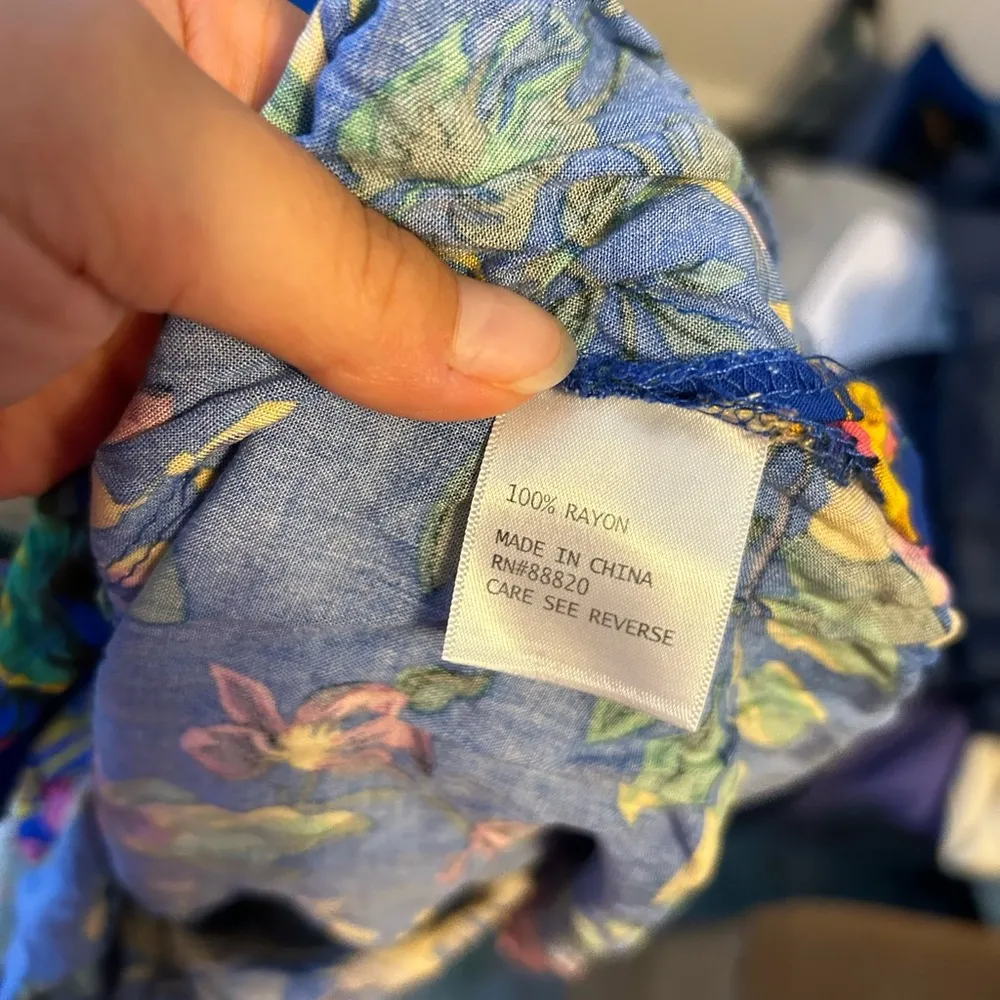 100% RAYON
MADE IN CHINA
RN#88820
CARE SEE REVERSE